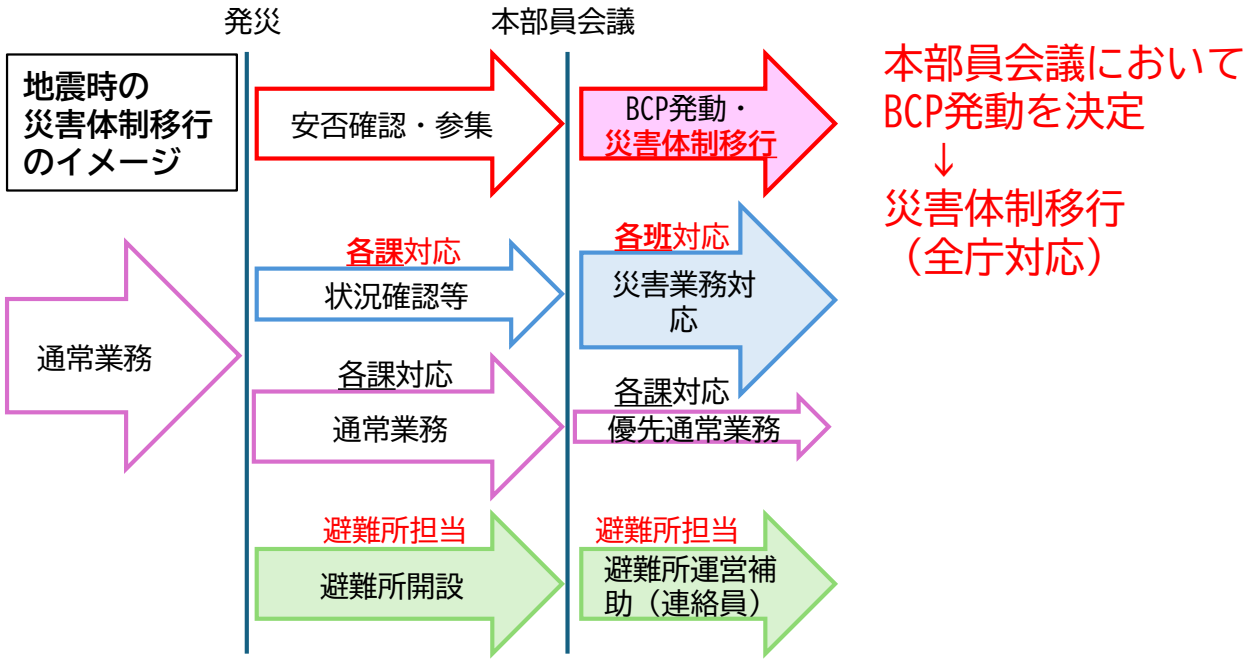 発災
本部員会議
地震時の
災害体制移行
のイメージ
安否確認・参集
BCP発動・
災害体制移行
本部員会議において
BCP発動を決定
↓
災害体制移行
（全庁対応）
各課対応
状況確認等
各班対応
災害業務対
応
通常業務
各課対応
通常業務
各課対応
優先通常業務
避難所担当
避難所開設
避難所担当
避難所運営補
助（連絡員）